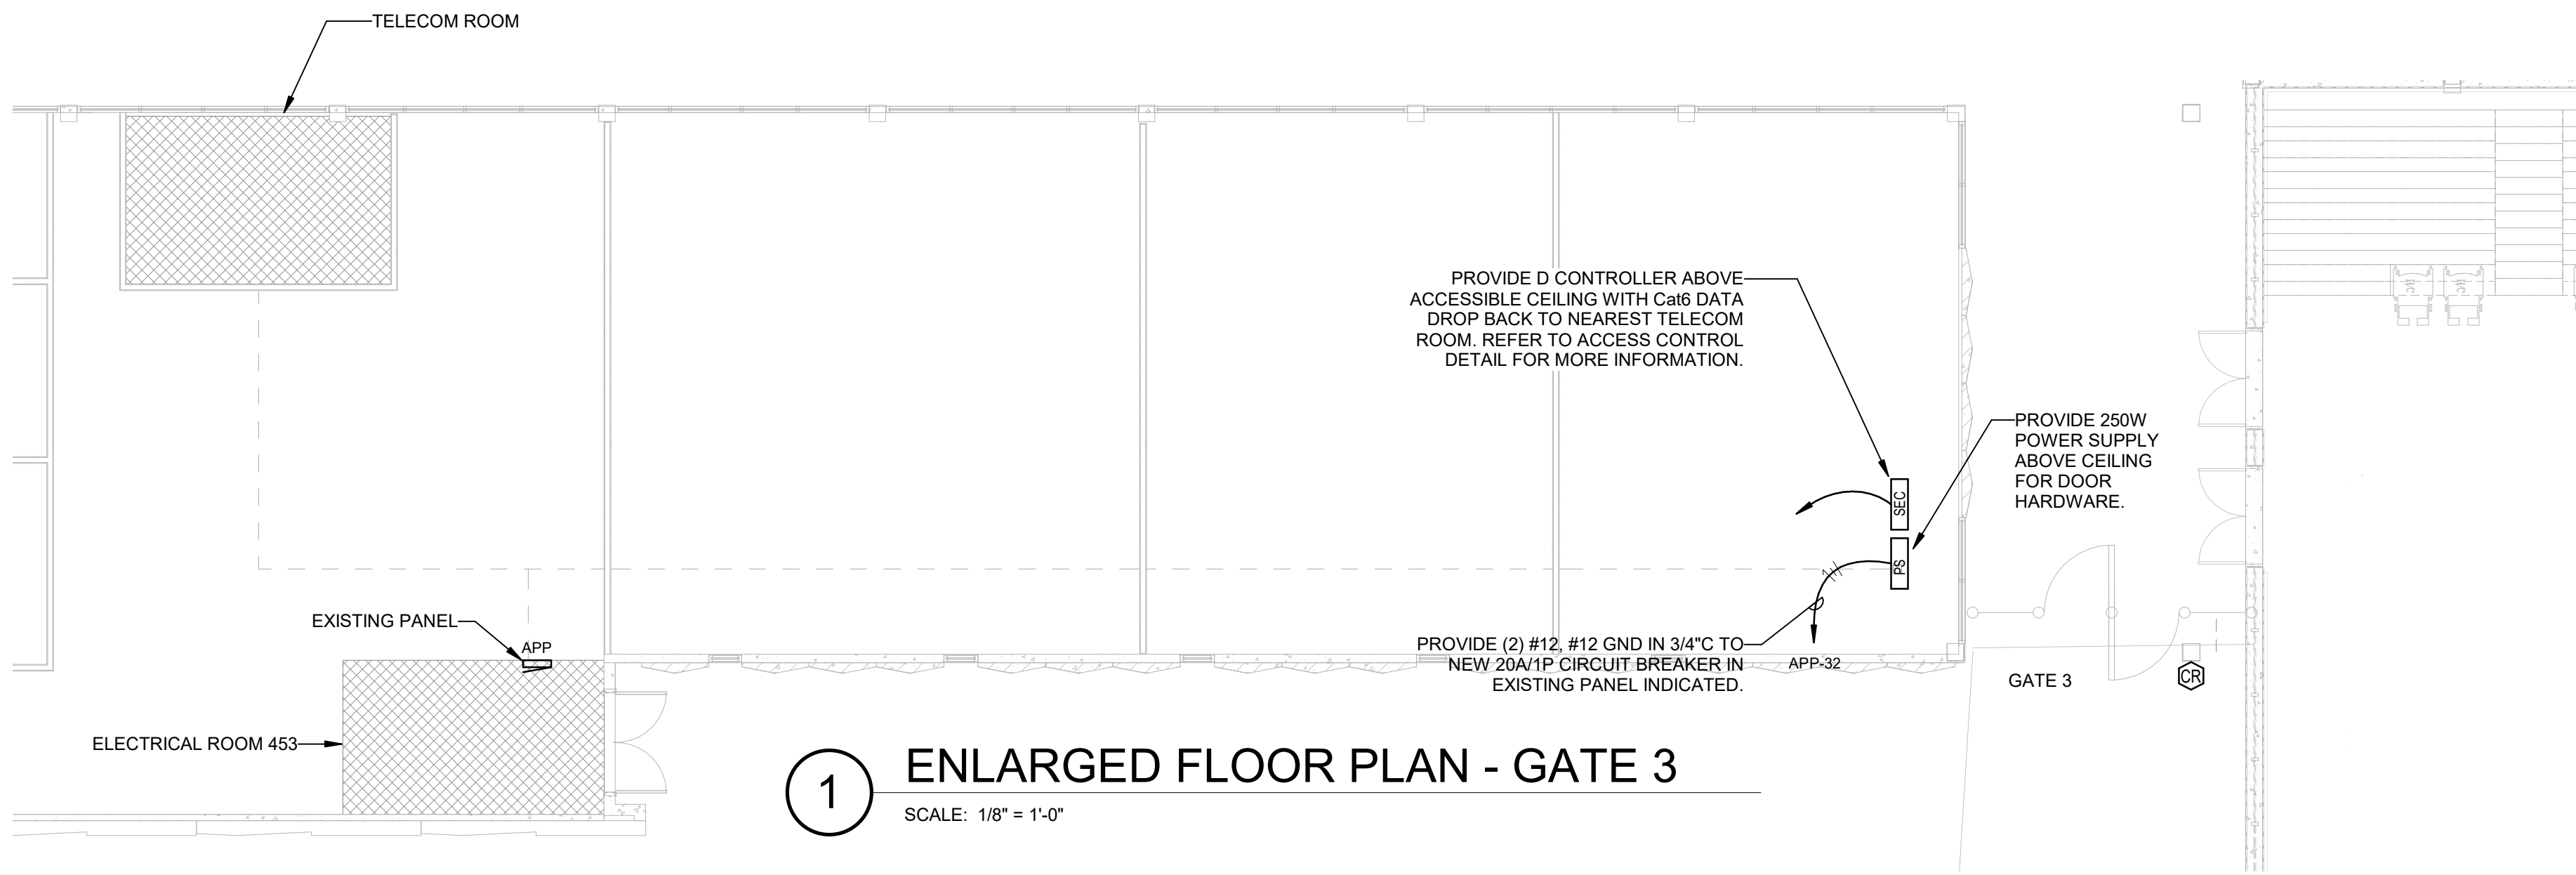 TELECOM ROOM
PROVIDE D CONTROLLER ABOVE
ACCESSIBLE CEILING WITH Cat6 DATA
DROP BACK TO NEAREST TELECOM
ROOM. REFER TO ACCESS CONTROL
DETAIL FOR MORE INFORMATION.
PROVIDE 250W
POWER SUPPLY
ABOVE CEILING
FOR DOOR
HARDWARE.
SEC
PS
EXISTING PANEL
APP
PROVIDE (2) #12, #12 GND IN 3/4"C TO
NEW 20A/1P CIRCUIT BREAKER IN
EXISTING PANEL INDICATED.
APP-32
GATE 3
CR
ELECTRICAL ROOM 453
1
ENLARGED FLOOR PLAN - GATE 3
SCALE: 1/8" = 1'-0"